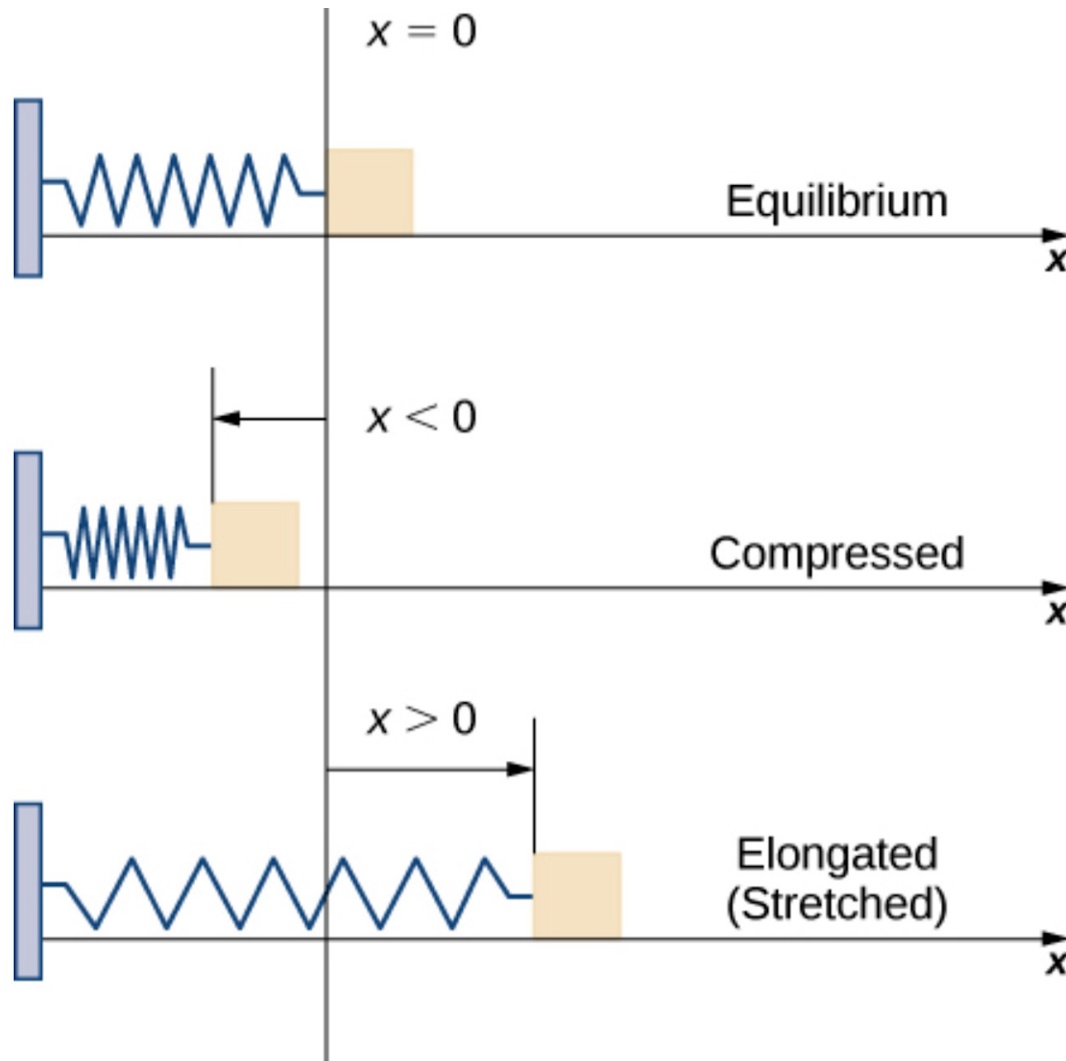 x = 0
Equilibrium
x
x < 0
Compressed
x
x > 0
Elongated
(Stretched)
x